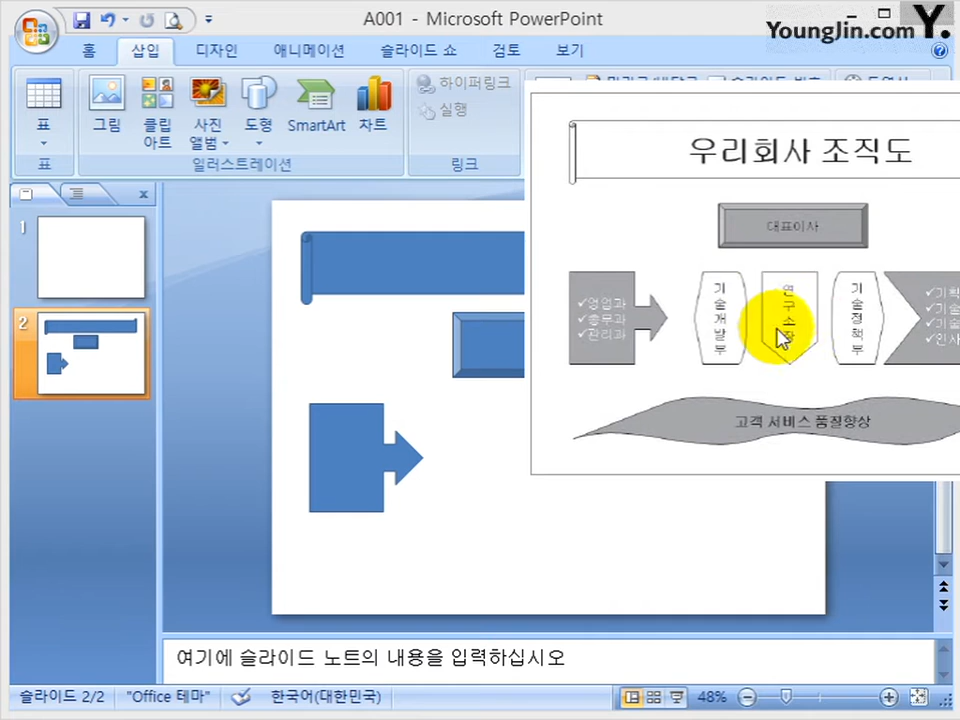 A001 - Microsoft PowerPoint
YoungJin.com
Y.
홈 삽입 디자인 애니메이션 슬라이드 쇼 검토 보기
표
그림
클립
아트
사진
앨범
도형
SmartArt
차트
하이퍼링크
실행
표
일러스트레이션
링크
우리회사 조직도
대표이사
✓영업과
✓총무과
✓관리과
기술개발부
연구소장
기술정책부
고객 서비스 품질향상
1
2
여기에 슬라이드 노트의 내용을 입력하십시오
슬라이드 2/2
"Office 테마"
한국어(대한민국)
48%